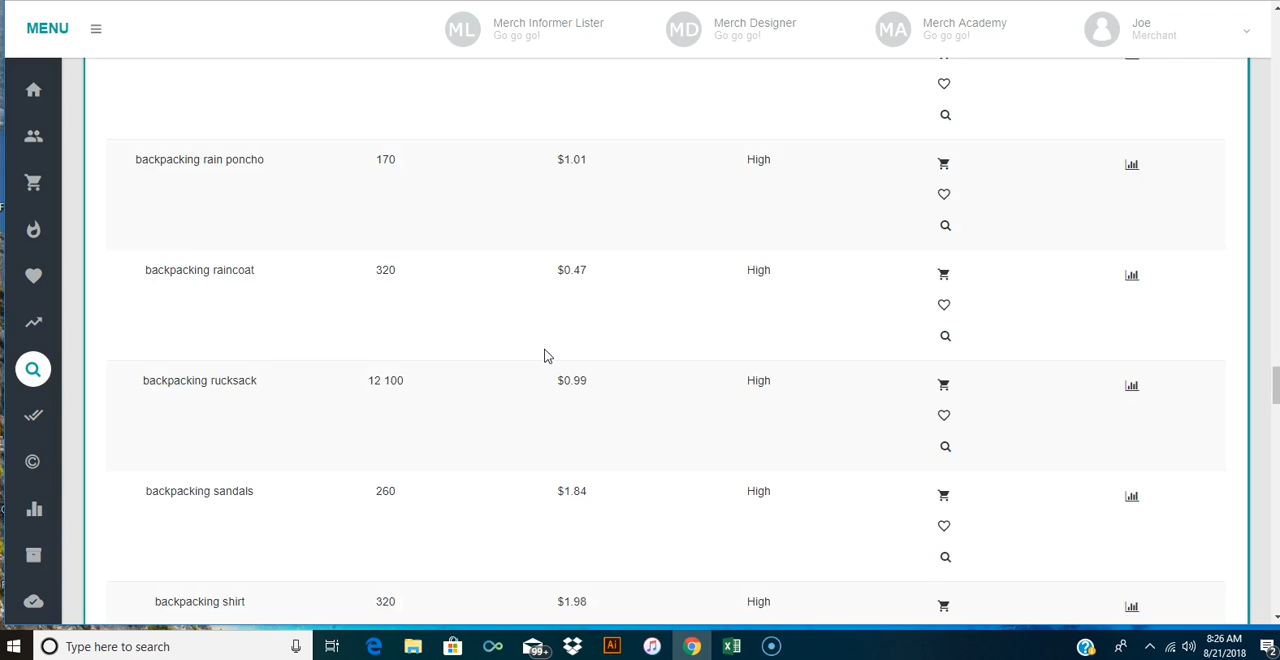 MENU
ML Merch Informer Lister
Go go go!
MD Merch Designer
Go go go!
MA Merch Academy
Go go go!
Joe
Merchant
backpacking rain poncho 170 $1.01 High
backpacking raincoat 320 $0.47 High
backpacking rucksack 12 100 $0.99 High
backpacking sandals 260 $1.84 High
backpacking shirt 320 $1.98 High
Type here to search
99+
Ai
8:26 AM
8/21/2018
2